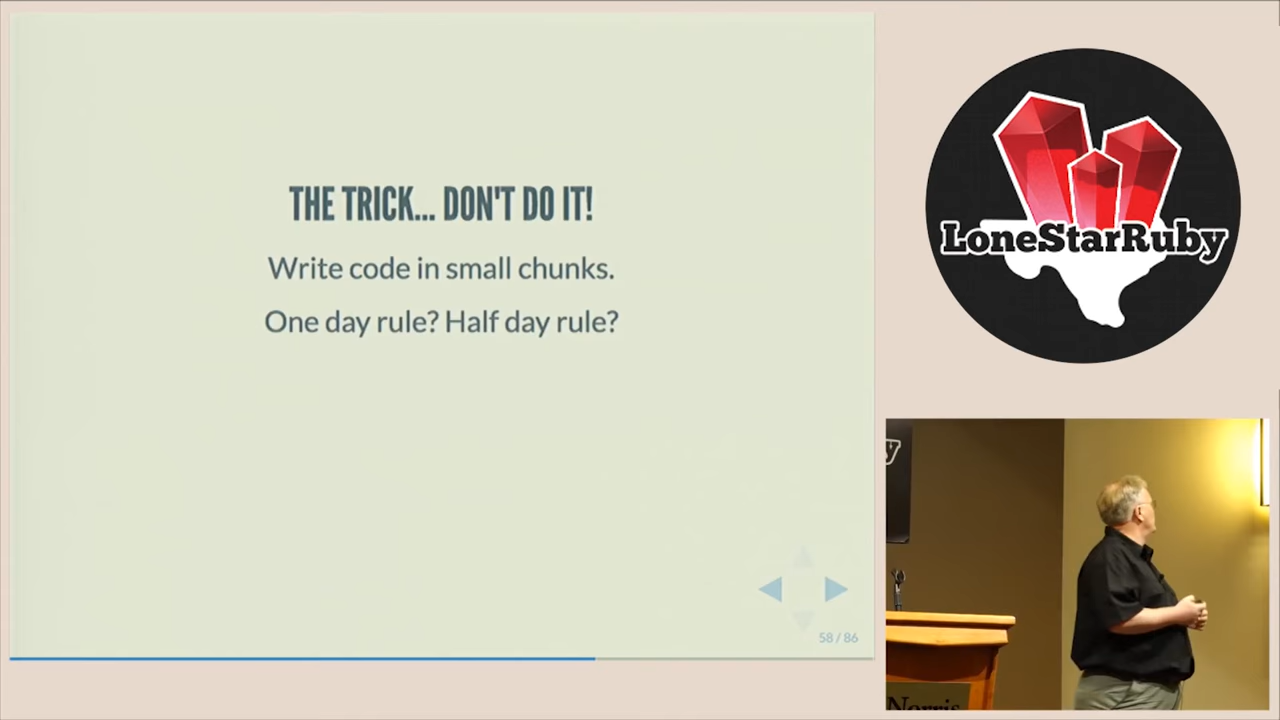 THE TRICK... DON'T DO IT!
Write code in small chunks.
One day rule? Half day rule?
58 / 86
LoneStarRuby
y
Norris